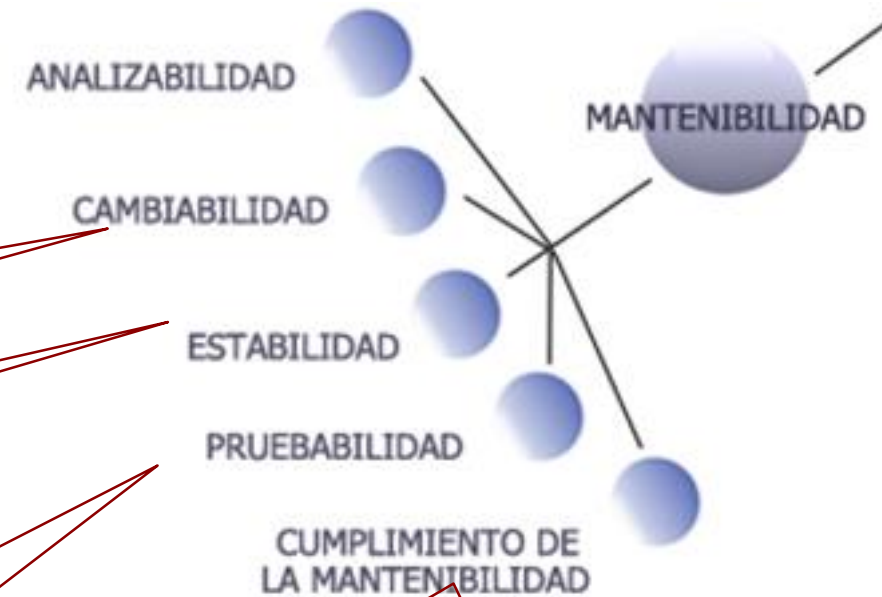 ANALIZABILIDAD
MANTENIBILIDAD
CAMBIABILIDAD
ESTABILIDAD
PRUEBABILIDAD
CUMPLIMIENTO DE
LA MANTENIBILIDAD